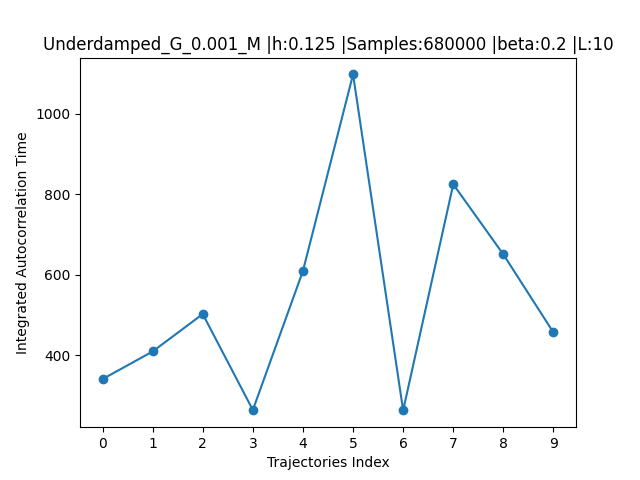 Underdamped_G_0.001_M |h:0.125 |Samples:680000 |beta:0.2 |L:10
Integrated Autocorrelation Time
1000
800
600
400
0 1 2 3 4 5 6 7 8 9
Trajectories Index